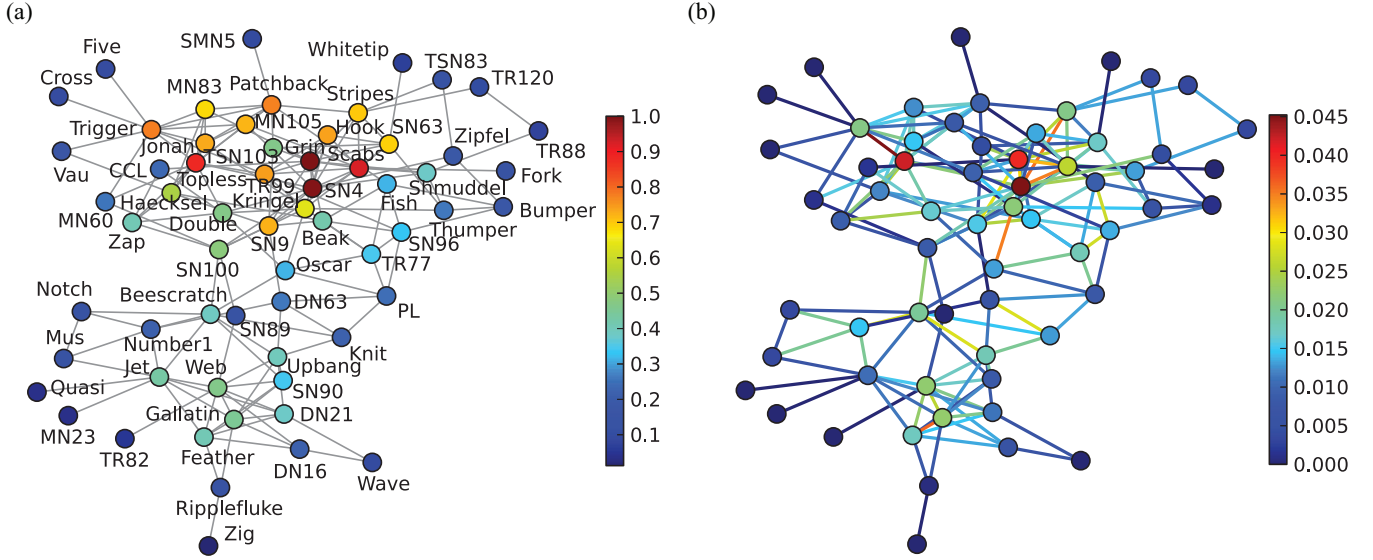 (a)
(b)
SMN5
Five
Whitetip
TSN83
Cross
MN83
Patchback
TR120
Stripes
Trigger
MN105
Hook
SN63
Zipfel
Jonah
Grin
TR88
TSN103
Scabs
CCL
Vau
Topless
TR99
SN4
Shmuddel
Fork
Haecksel
Kringel
Fish
MN60
Double
Bumper
Zap
SN9
Beak
Thumper
SN96
SN100
Oscar
TR77
Notch
Beescratch
DN63
PL
SN89
Mus
Number1
Knit
Jet
Web
Upbang
Quasi
SN90
Gallatin
DN21
MN23
TR82
Feather
DN16
Wave
Ripplefluke
Zig
1.0
0.9
0.8
0.7
0.6
0.5
0.4
0.3
0.2
0.1
0.045
0.040
0.035
0.030
0.025
0.020
0.015
0.010
0.005
0.000